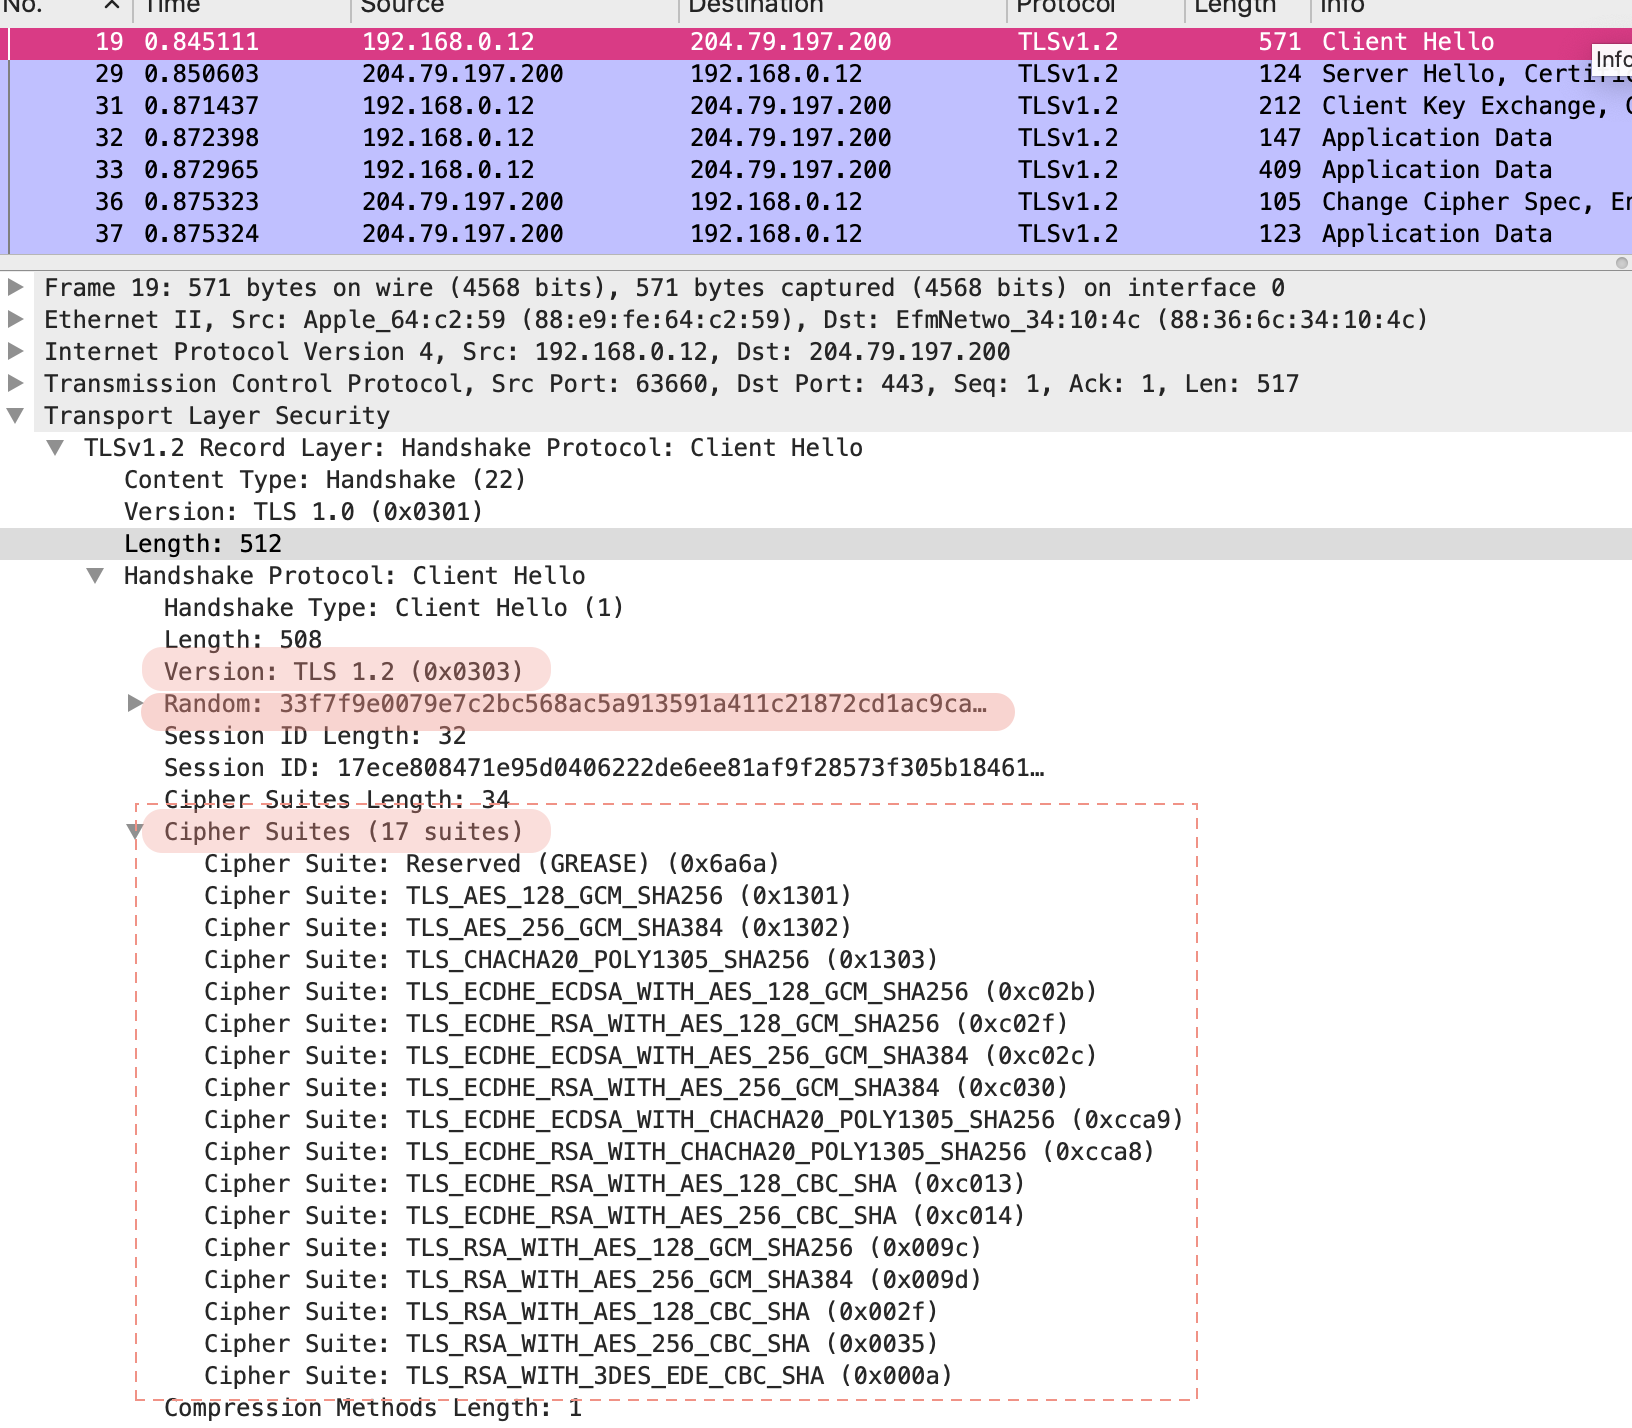 No. Time Source Destination Protocol Length Info
19 0.845111 192.168.0.12 204.79.197.200 TLSv1.2 571 Client Hello
Info
29 0.850603 204.79.197.200 192.168.0.12 TLSv1.2 124 Server Hello,
31 0.871437 192.168.0.12 204.79.197.200 TLSv1.2 212 Client Key Exchange,
32 0.872398 192.168.0.12 204.79.197.200 TLSv1.2 147 Application Data
33 0.872965 192.168.0.12 204.79.197.200 TLSv1.2 409 Application Data
36 0.875323 204.79.197.200 192.168.0.12 TLSv1.2 105 Change Cipher Spec,
37 0.875324 204.79.197.200 192.168.0.12 TLSv1.2 123 Application Data
Frame 19: 571 bytes on wire (4568 bits), 571 bytes captured (4568 bits) on interface 0
Ethernet II, Src: Apple_64:c2:59 (88:e9:fe:64:c2:59), Dst: EfmNetwo_34:10:4c (88:36:6c:34:10:4c)
Internet Protocol Version 4, Src: 192.168.0.12, Dst: 204.79.197.200
Transmission Control Protocol, Src Port: 63660, Dst Port: 443, Seq: 1, Ack: 1, Len: 517
Transport Layer Security
TLSv1.2 Record Layer: Handshake Protocol: Client Hello
Content Type: Handshake (22)
Version: TLS 1.0 (0x0301)
Length: 512
Handshake Protocol: Client Hello
Handshake Type: Client Hello (1)
Length: 508
Version: TLS 1.2 (0x0303)
Random: 33f7f9e0079e7c2bc568ac5a913591a411c21872cd1ac9ca…
Session ID Length: 32
Session ID: 17ece808471e95d0406222de6ee81af9f28573f305b18461…
Cipher Suites Length: 34
Cipher Suites (17 suites)
Cipher Suite: Reserved (GREASE) (0x6a6a)
Cipher Suite: TLS_AES_128_GCM_SHA256 (0x1301)
Cipher Suite: TLS_AES_256_GCM_SHA384 (0x1302)
Cipher Suite: TLS_CHACHA20_POLY1305_SHA256 (0x1303)
Cipher Suite: TLS_ECDHE_ECDSA_WITH_AES_128_GCM_SHA256 (0xc02b)
Cipher Suite: TLS_ECDHE_RSA_WITH_AES_128_GCM_SHA256 (0xc02f)
Cipher Suite: TLS_ECDHE_ECDSA_WITH_AES_256_GCM_SHA384 (0xc02c)
Cipher Suite: TLS_ECDHE_RSA_WITH_AES_256_GCM_SHA384 (0xc030)
Cipher Suite: TLS_ECDHE_ECDSA_WITH_CHACHA20_POLY1305_SHA256 (0xcca9)
Cipher Suite: TLS_ECDHE_RSA_WITH_CHACHA20_POLY1305_SHA256 (0xcca8)
Cipher Suite: TLS_ECDHE_RSA_WITH_AES_128_CBC_SHA (0xc013)
Cipher Suite: TLS_ECDHE_RSA_WITH_AES_256_CBC_SHA (0xc014)
Cipher Suite: TLS_RSA_WITH_AES_128_GCM_SHA256 (0x009c)
Cipher Suite: TLS_RSA_WITH_AES_256_GCM_SHA384 (0x009d)
Cipher Suite: TLS_RSA_WITH_AES_128_CBC_SHA (0x002f)
Cipher Suite: TLS_RSA_WITH_AES_256_CBC_SHA (0x0035)
Cipher Suite: TLS_RSA_WITH_3DES_EDE_CBC_SHA (0x000a)
Compression Methods Length: 1